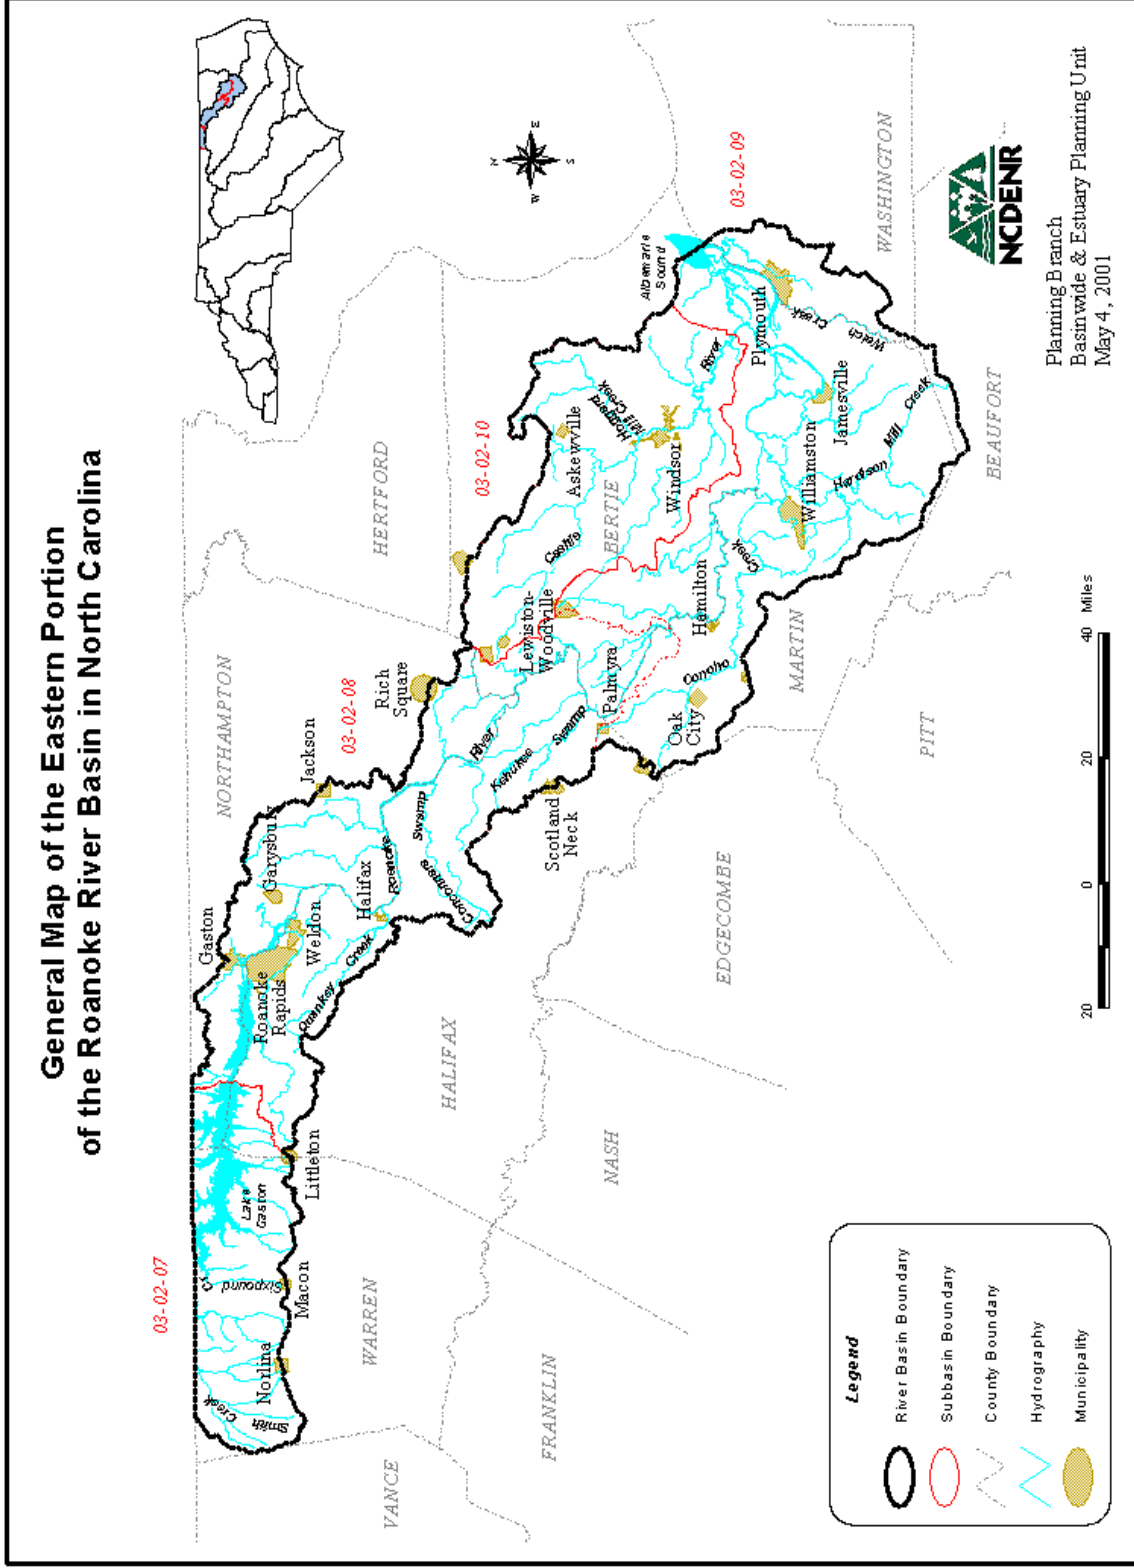 General Map of the Eastern Portion
of the Roanoke River Basin in North Carolina
N
W
E
S
03-02-07
03-02-08
03-02-10
03-02-09
NORTHAMPTON
HERTFORD
BERTIE
WASHINGTON
BEAUFORT
MARTIN
PITT
EDGECOMBE
HALIFAX
NASH
WARREN
FRANKLIN
VANCE
Smith
Creek
Norlina
Sixpound
Cr
Macon
Lake
Gaston
Littleton
Gaston
Roanoke
Rapids
Weldon
Garysburg
Jackson
Quankey
Creek
Halifax
Roanoke
River
Conconnara
Swamp
Rich
Square
Kehukee
Swamp
Scotland
Neck
Palmyra
Lewiston-
Woodville
Oak
City
Conoho
Creek
Hamilton
Cashie
River
Askewville
Hoggard
Mill Creek
Windsor
Albemarle
Sound
Plymouth
Welch
Creek
Jamesville
Williamston
Hardison
Mill
Creek
Legend
River Basin Boundary
Subbasin Boundary
County Boundary
Hydrography
Municipality
20
0
20
40
Miles
NCDENR
Planning Branch
Basinwide & Estuary Planning Unit
May 4, 2001